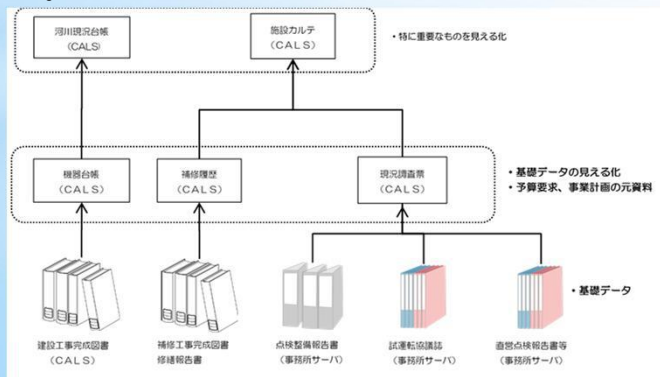 河川現況台帳
(CALS)
施設カルテ
(CALS)
・特に重要なものを見える化
機器台帳
(CALS)
補修履歴
(CALS)
現況調査票
(CALS)
・基礎データの見える化
・予算要求、事業計画の元資料
・基礎データ
建設工事完成図書
(CALS)
補修工事完成図書
修繕報告書
点検整備報告書
(事務所サーバ)
試運転協議誌
(事務所サーバ)
直営点検報告書等
(事務所サーバ)